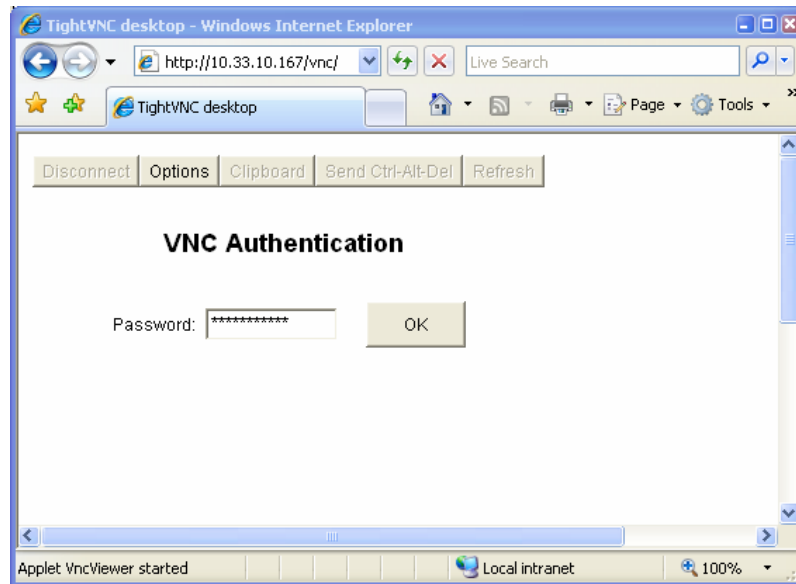 TightVNC desktop - Windows Internet Explorer
http://10.33.10.167/vnc/
Live Search
TightVNC desktop
Page
Tools
»
Disconnect Options Clipboard Send Ctrl-Alt-Del Refresh
VNC Authentication
Password: *********** OK
Applet VncViewer started
Local intranet
100%